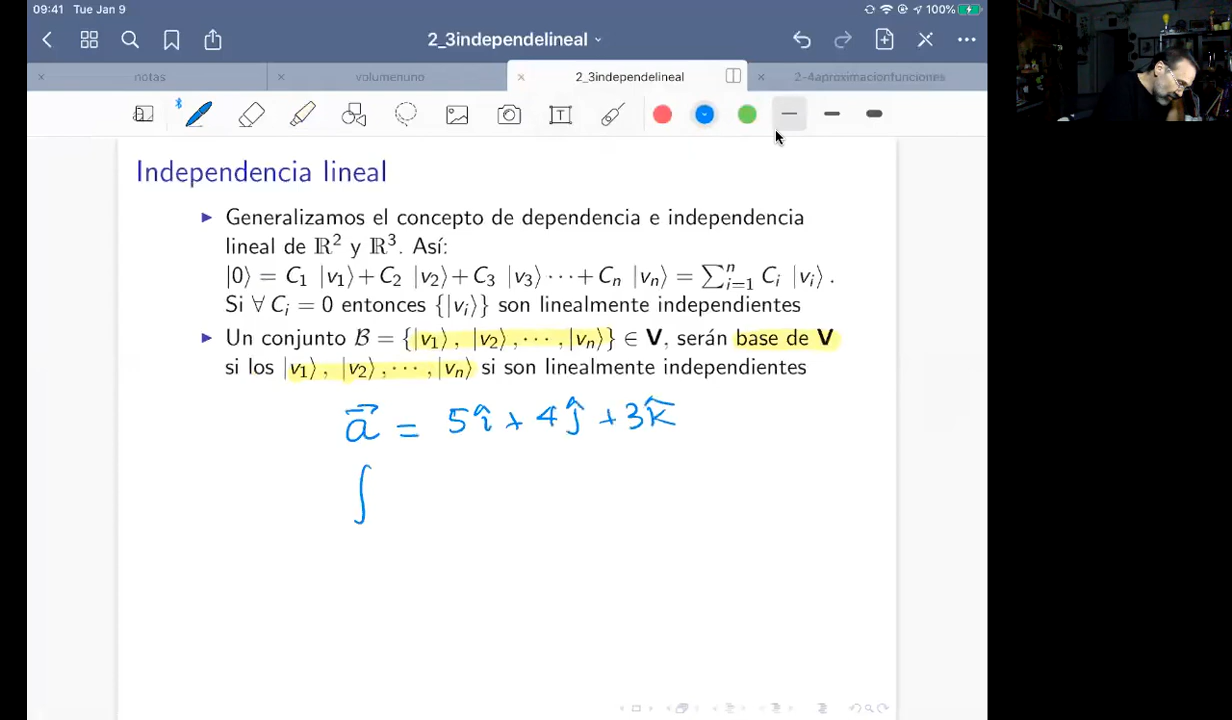 09:41 Tue Jan 9 100%
2_3independelineal
notas volumenuno 2_3independelineal 2-4aproximacionfunciones
Independencia lineal
Generalizamos el concepto de dependencia e independencia
lineal de ℝ² y ℝ³. Así:
|0⟩ = C₁ |v₁⟩ + C₂ |v₂⟩ + C₃ |v₃⟩ ··· + Cₙ |vₙ⟩ = ∑ⁿᵢ₌₁ Cᵢ |vᵢ⟩ .
Si ∀ Cᵢ = 0 entonces {|vᵢ⟩} son linealmente independientes
Un conjunto ℬ = {|v₁⟩ , |v₂⟩ , ··· , |vₙ⟩} ∈ V, serán base de V
si los |v₁⟩ , |v₂⟩ , ··· , |vₙ⟩ si son linealmente independientes
a⃗ = 5î + 4ĵ + 3k̂
∫